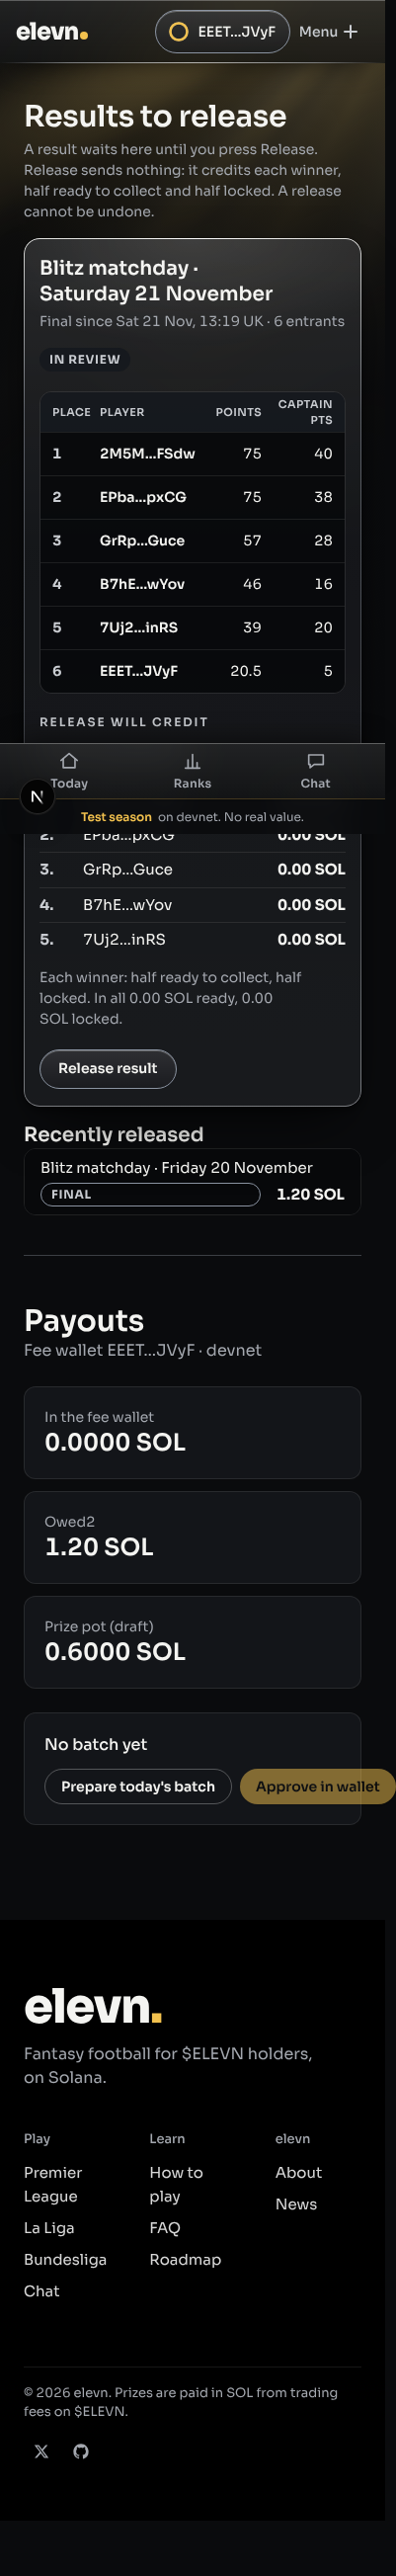 elevn.
EEET...JVyF
Menu +
Results to release
A result waits here until you press Release.
Release sends nothing: it credits each winner,
half ready to collect and half locked. A release
cannot be undone.
Blitz matchday ·
Saturday 21 November
Final since Sat 21 Nov, 13:19 UK · 6 entrants
IN REVIEW
PLACE PLAYER POINTS CAPTAIN PTS
1 2M5M...FSdw 75 40
2 EPba...pxCG 75 38
3 GrRp...Guce 57 28
4 B7hE...wYov 46 16
5 7Uj2...inRS 39 20
6 EEET...JVyF 20.5 5
RELEASE WILL CREDIT
Today Ranks Chat
N
Test season on devnet. No real value.
2. EPba...pxCG 0.00 SOL
3. GrRp...Guce 0.00 SOL
4. B7hE...wYov 0.00 SOL
5. 7Uj2...inRS 0.00 SOL
Each winner: half ready to collect, half
locked. In all 0.00 SOL ready, 0.00
SOL locked.
Release result
Recently released
Blitz matchday · Friday 20 November
FINAL 1.20 SOL
Payouts
Fee wallet EEET...JVyF · devnet
In the fee wallet
0.0000 SOL
Owed2
1.20 SOL
Prize pot (draft)
0.6000 SOL
No batch yet
Prepare today's batch
Approve in wallet
elevn.
Fantasy football for $ELEVN holders,
on Solana.
Play
Premier
League
La Liga
Bundesliga
Chat
Learn
How to
play
FAQ
Roadmap
elevn
About
News
© 2026 elevn. Prizes are paid in SOL from trading
fees on $ELEVN.